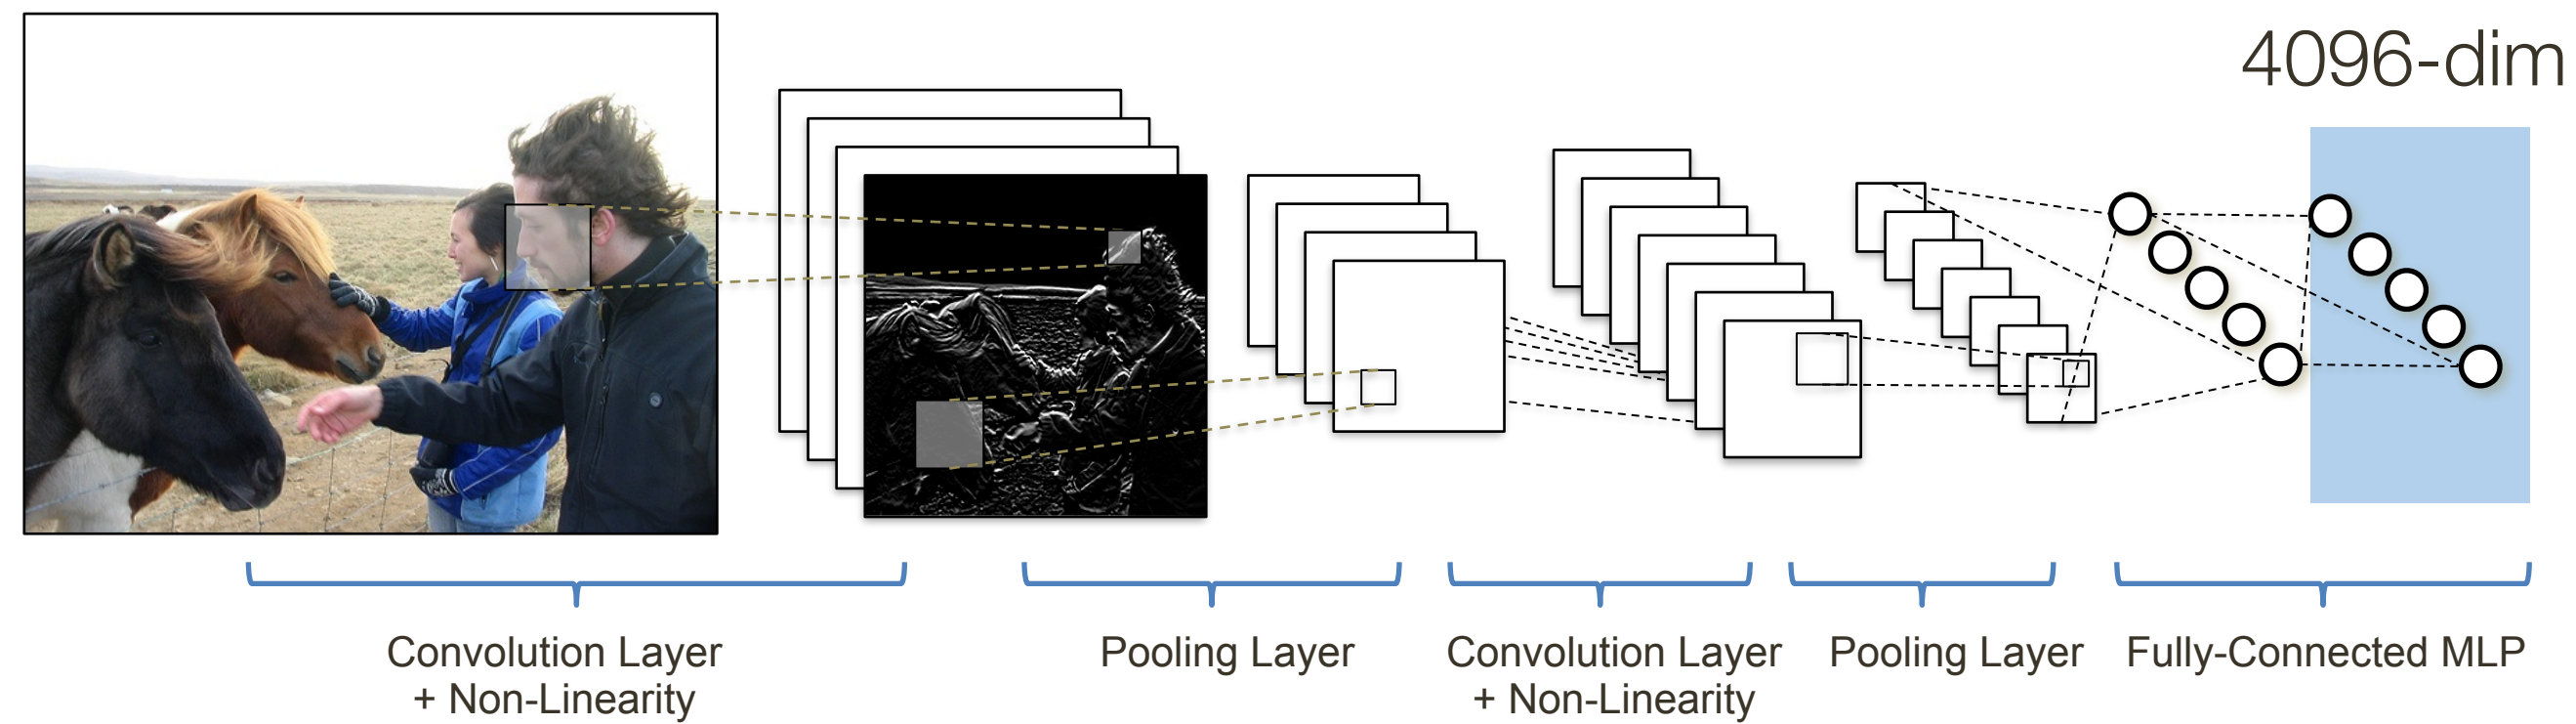 4096-dim
Convolution Layer
+ Non-Linearity
Pooling Layer
Convolution Layer
+ Non-Linearity
Pooling Layer
Fully-Connected MLP